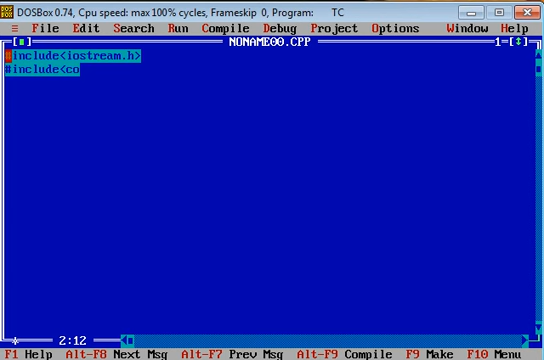 DOS BOX DOSBox 0.74, Cpu speed: max 100% cycles, Frameskip 0, Program: TC
≡ File Edit Search Run Compile Debug Project Options Window Help
[■] NONAME00.CPP 1=[↕]
#include<iostream.h>
#include<co
* 2:12
F1 Help Alt-F8 Next Msg Alt-F7 Prev Msg Alt-F9 Compile F9 Make F10 Menu